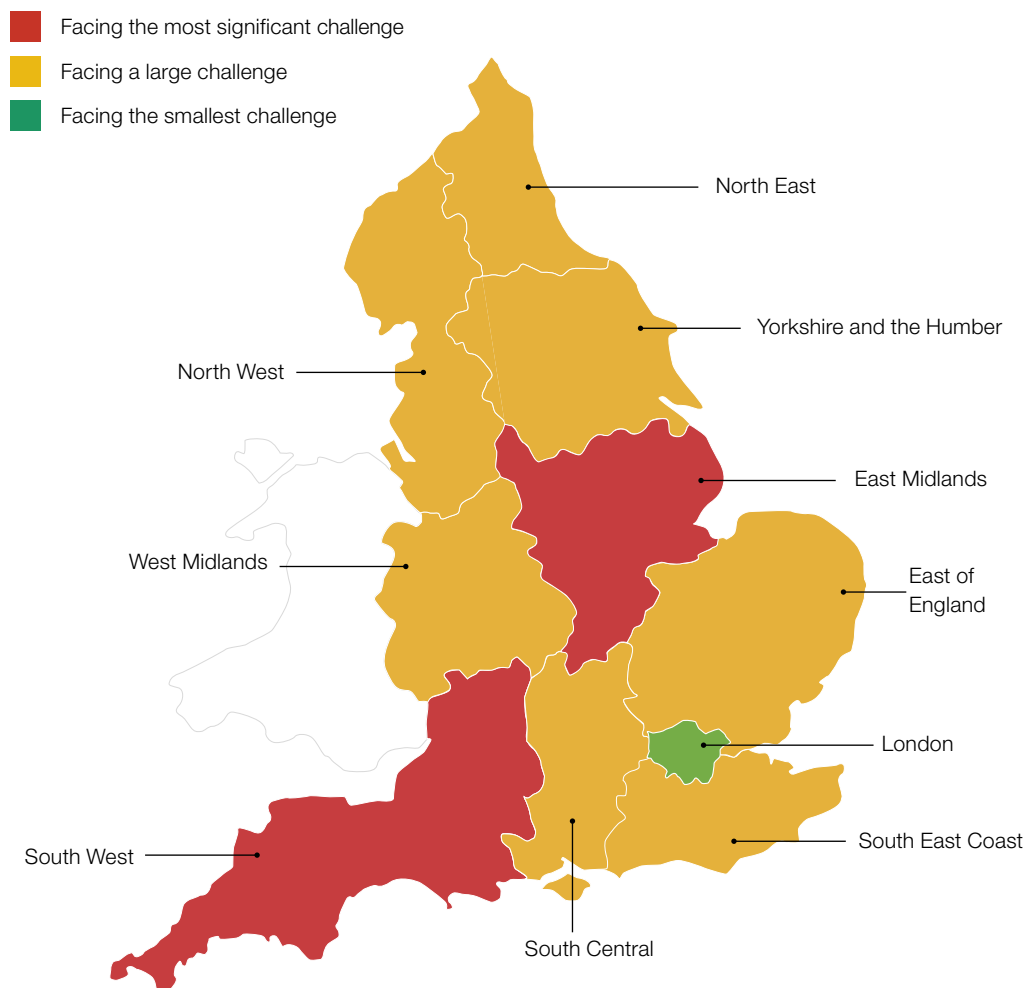 Facing the most significant challenge
Facing a large challenge
Facing the smallest challenge
North East
Yorkshire and the Humber
North West
East Midlands
West Midlands
East of
England
London
South East Coast
South West
South Central